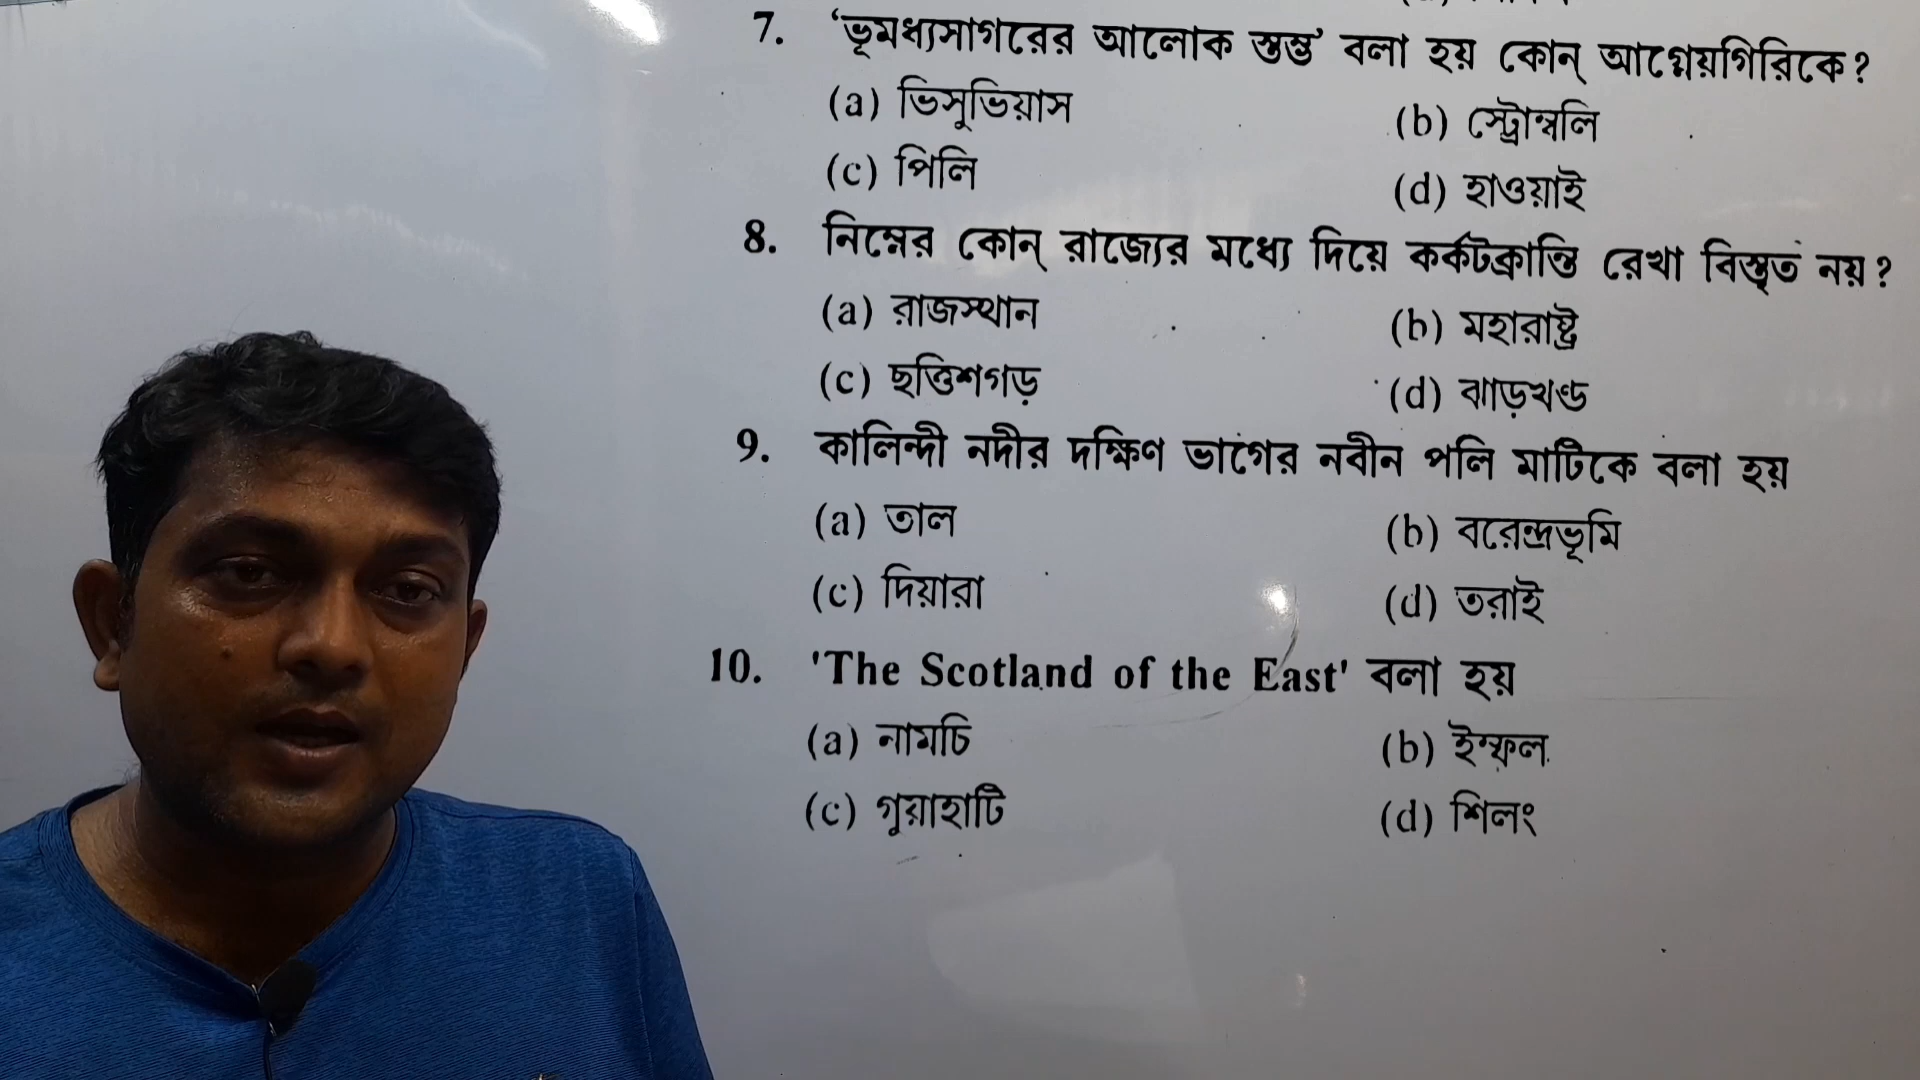 7. ‘ভূমধ্যসাগরের আলোক স্তম্ভ’ বলা হয় কোন্ আগ্নেয়গিরিকে?
(a) ভিসুভিয়াস (b) স্ট্রোম্বলি
(c) পিলি (d) হাওয়াই
8. নিম্নের কোন্ রাজ্যের মধ্যে দিয়ে কর্কটক্রান্তি রেখা বিস্তৃত নয়?
(a) রাজস্থান (b) মহারাষ্ট্র
(c) ছত্তিশগড় (d) ঝাড়খণ্ড
9. কালিন্দী নদীর দক্ষিণ ভাগের নবীন পলি মাটিকে বলা হয়
(a) তাল (b) বরেন্দ্রভূমি
(c) দিয়ারা (d) তরাই
10. 'The Scotland of the East' বলা হয়
(a) নামচি (b) ইম্ফল
(c) গুয়াহাটি (d) শিলং